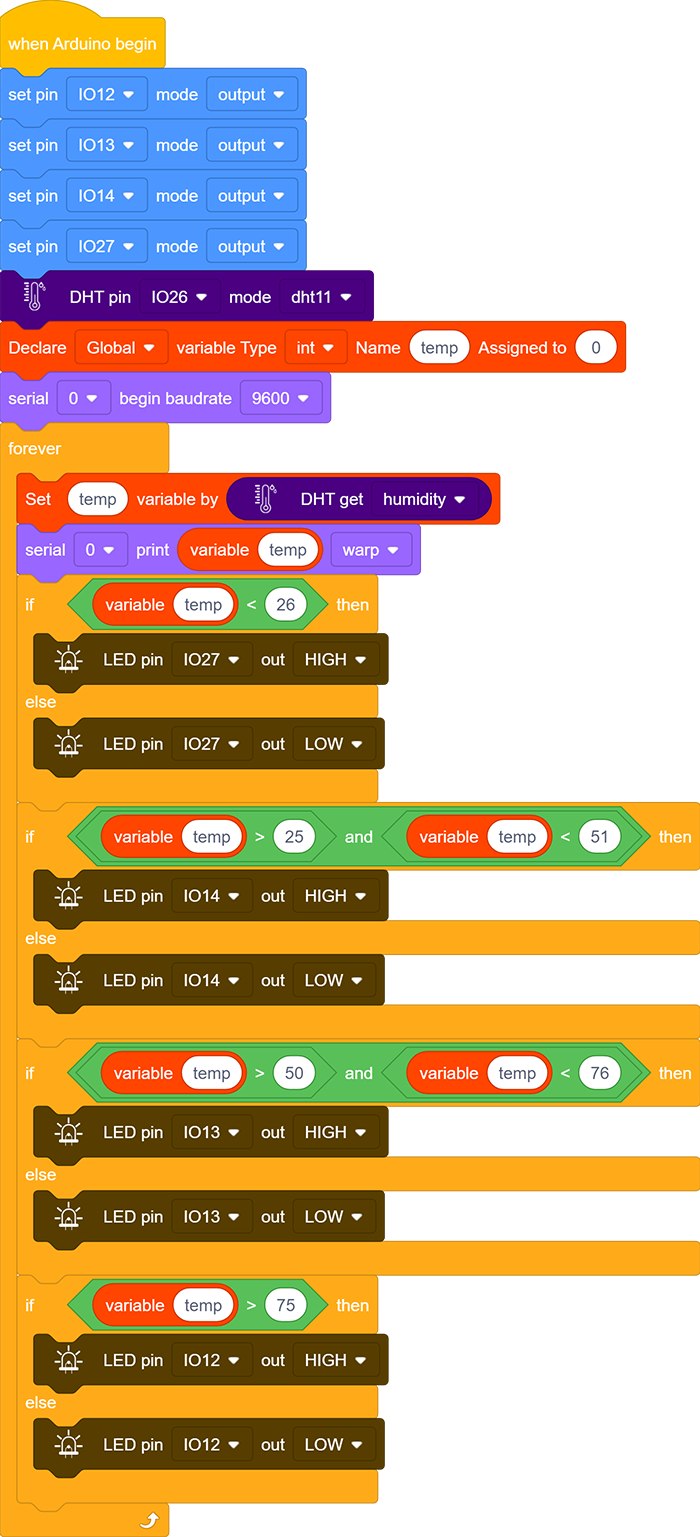 when Arduino begin
set pin IO12 mode output
set pin IO13 mode output
set pin IO14 mode output
set pin IO27 mode output
DHT pin IO26 mode dht11
Declare Global variable Type int Name temp Assigned to 0
serial 0 begin baudrate 9600
forever
Set temp variable by DHT get humidity
serial 0 print variable temp warp
if variable temp < 26 then
LED pin IO27 out HIGH
else
LED pin IO27 out LOW
if variable temp > 25 and variable temp < 51 then
LED pin IO14 out HIGH
else
LED pin IO14 out LOW
if variable temp > 50 and variable temp < 76 then
LED pin IO13 out HIGH
else
LED pin IO13 out LOW
if variable temp > 75 then
LED pin IO12 out HIGH
else
LED pin IO12 out LOW